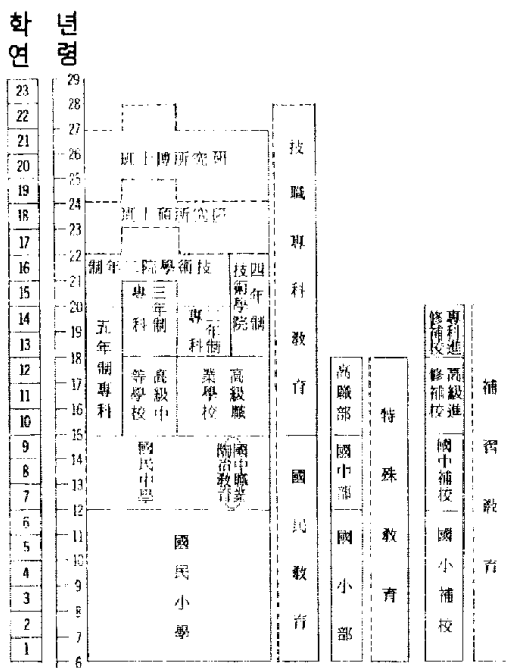 학연
년령
23
22
21
20
19
18
17
16
15
14
13
12
11
10
9
8
7
6
5
4
3
2
1
29
28
27
26
25
24
23
22
21
20
19
18
17
16
15
14
13
12
11
10
9
8
7
6
班士博所究研
班士碩所究研
制年二院學術技
四年制
技術學院
三年制
專科
二年制
專科
五年制專科
高級中
等學校
高級職
業學校
國民中學
國中職業
陶冶教育
國民小學
技職專科教育
國民教育
高職部
國中部
國小部
特殊教育
專科進
修補校
高級進
修補校
國中補校
國小補校
補習教育